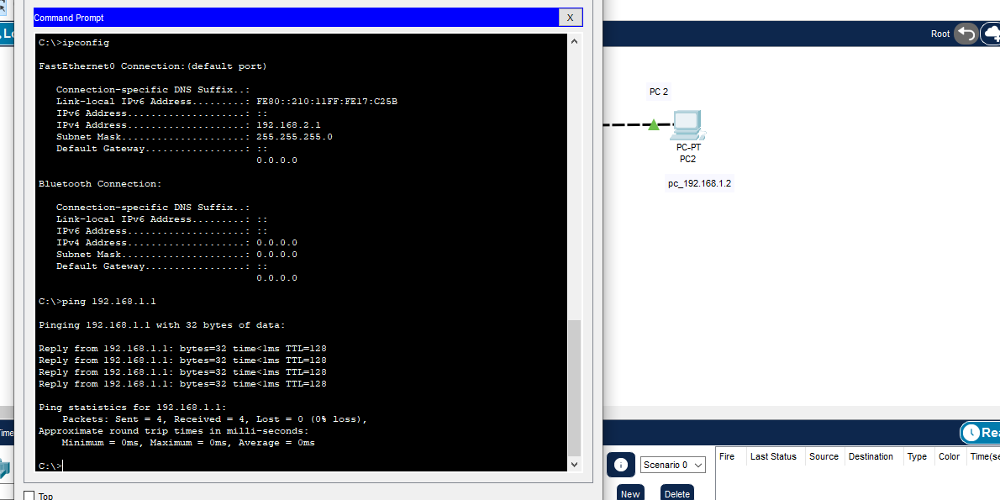 Command Prompt
X
C:\>ipconfig
FastEthernet0 Connection:(default port)
Connection-specific DNS Suffix..:
Link-local IPv6 Address.........: FE80::210:11FF:FE17:C25B
IPv6 Address....................: ::
IPv4 Address....................: 192.168.2.1
Subnet Mask.....................: 255.255.255.0
Default Gateway.................: ::
0.0.0.0
Bluetooth Connection:
Connection-specific DNS Suffix..:
Link-local IPv6 Address.........: ::
IPv6 Address....................: ::
IPv4 Address....................: 0.0.0.0
Subnet Mask.....................: 0.0.0.0
Default Gateway.................: ::
0.0.0.0
C:\>ping 192.168.1.1
Pinging 192.168.1.1 with 32 bytes of data:
Reply from 192.168.1.1: bytes=32 time<1ms TTL=128
Reply from 192.168.1.1: bytes=32 time<1ms TTL=128
Reply from 192.168.1.1: bytes=32 time<1ms TTL=128
Reply from 192.168.1.1: bytes=32 time<1ms TTL=128
Ping statistics for 192.168.1.1:
Packets: Sent = 4, Received = 4, Lost = 0 (0% loss),
Approximate round trip times in milli-seconds:
Minimum = 0ms, Maximum = 0ms, Average = 0ms
C:\>
Top
Root
PC 2
PC-PT
PC2
pc_192.168.1.2
Scenario 0
New Delete
Fire Last Status Source Destination Type Color